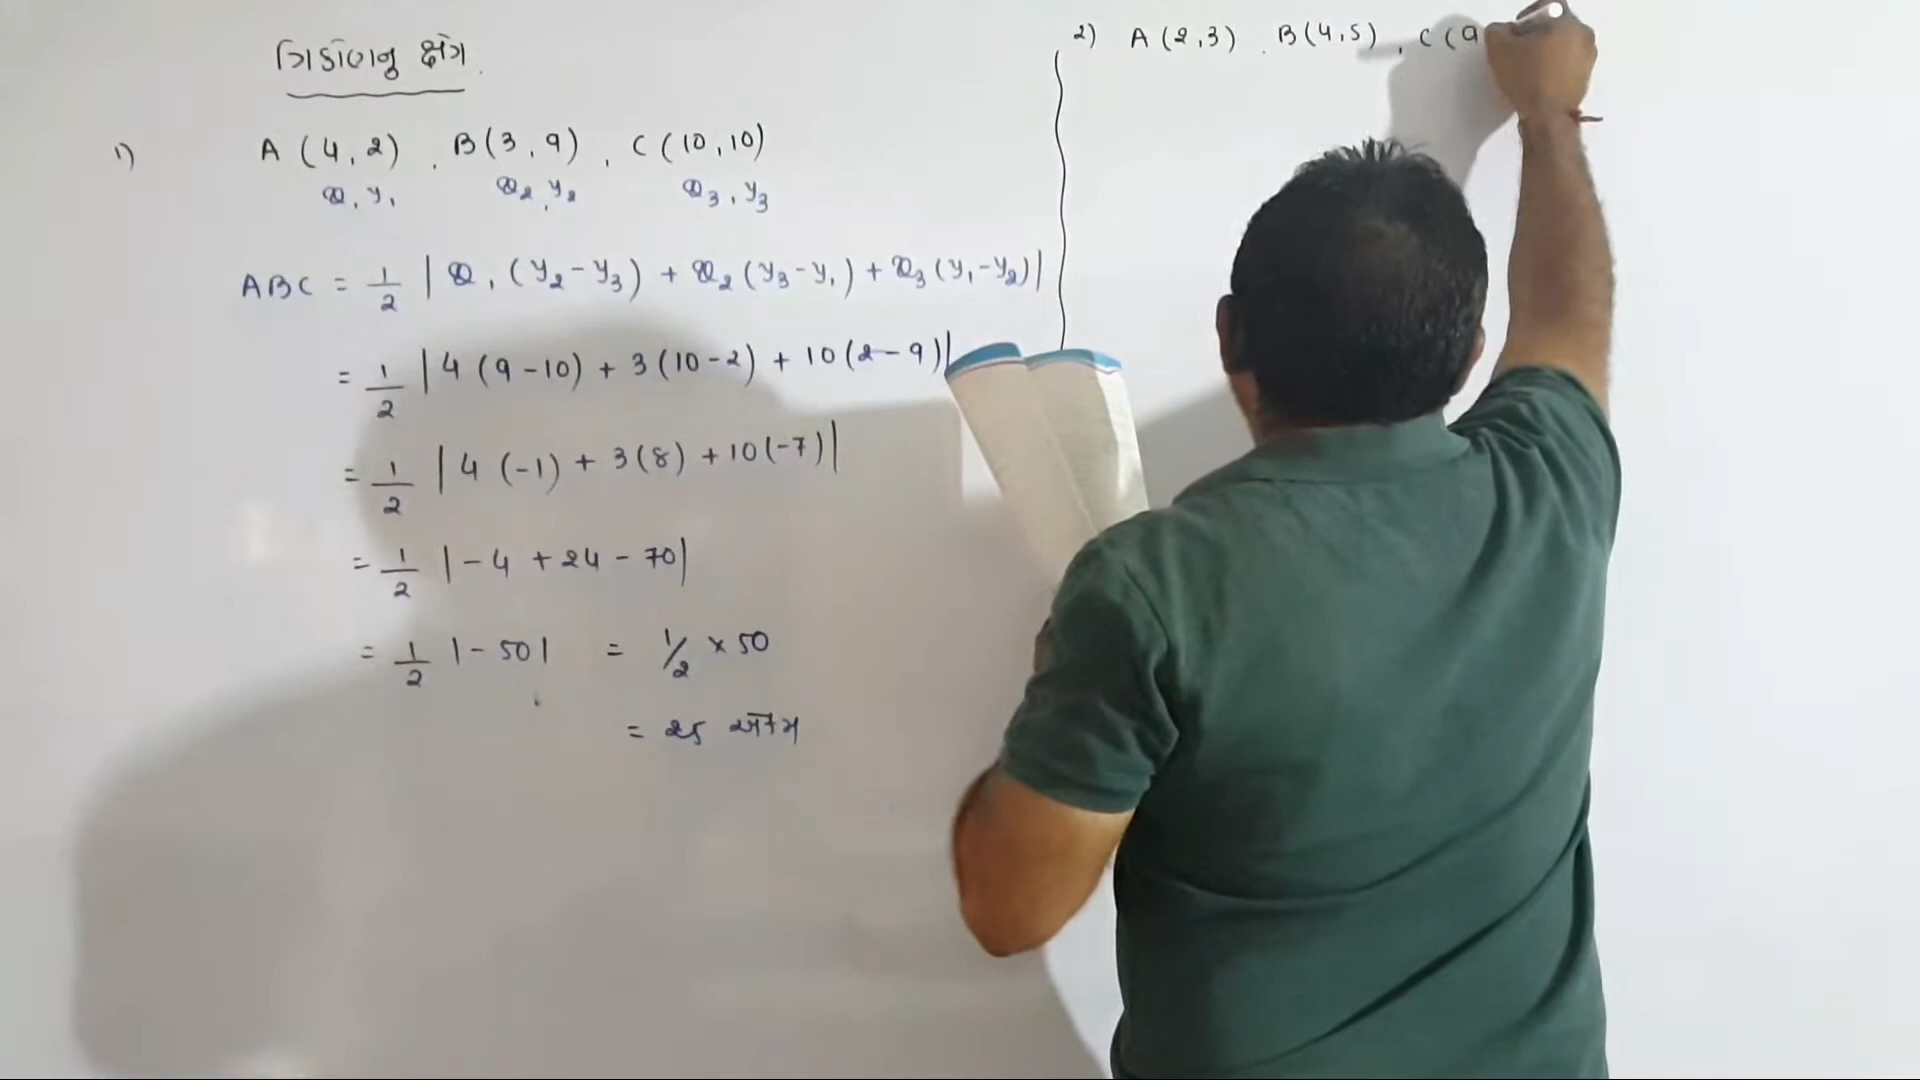 ત્રિકોણનુ ક્ષેત્ર.
1) A (4, 2) , B (3, 9) , C (10, 10)
x₁, y₁ x₂, y₂ x₃, y₃
ABC = 1/2 | x₁ (y₂ - y₃) + x₂ (y₃ - y₁) + x₃ (y₁ - y₂) |
= 1/2 | 4 (9 - 10) + 3 (10 - 2) + 10 (2 - 9) |
= 1/2 | 4 (-1) + 3 (8) + 10 (-7) |
= 1/2 | - 4 + 24 - 70 |
= 1/2 | - 50 | = 1/2 × 50
= 25 એકમ
2) A (2, 3) , B (4, 5) , C (9